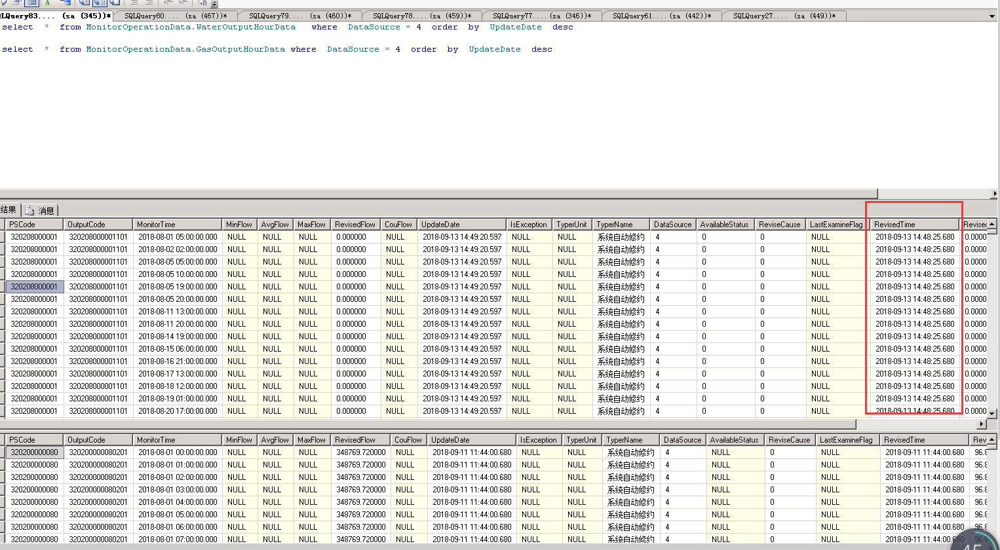 LQuery83.... (sa (345))* SQLQuery80.... (sa (467))* SQLQuery79.... (sa (460))* SQLQuery78.... (sa (459))* SQLQuery77.... (sa (346))* SQLQuery61.... (sa (442))* SQLQuery27.... (sa (449))*
select * from MonitorOperationData.WaterOutputHourData where DataSource = 4 order by UpdateDate desc
select * from MonitorOperationData.GasOutputHourData where DataSource = 4 order by UpdateDate desc
结果 消息
PSCode OutputCode MonitorTime MinFlow AvgFlow MaxFlow RevisedFlow CouFlow UpdateDate IsException TyperUnit TyperName DataSource AvailableStatus ReviseCause LastExamineFlag RevisedTime Revised
320208000001 320208000001101 2018-08-01 05:00:00.000 NULL NULL NULL 0.000000 NULL 2018-09-13 14:49:20.597 NULL NULL 系统自动修约 4 0 0 NULL 2018-09-13 14:48:25.680 0.0000
320208000001 320208000001101 2018-08-02 02:00:00.000 NULL NULL NULL 0.000000 NULL 2018-09-13 14:49:20.597 NULL NULL 系统自动修约 4 0 0 NULL 2018-09-13 14:48:25.680 0.0000
320208000001 320208000001101 2018-08-05 05:00:00.000 NULL NULL NULL 0.000000 NULL 2018-09-13 14:49:20.597 NULL NULL 系统自动修约 4 0 0 NULL 2018-09-13 14:48:25.680 0.0000
320208000001 320208000001101 2018-08-05 10:00:00.000 NULL NULL NULL 0.000000 NULL 2018-09-13 14:49:20.597 NULL NULL 系统自动修约 4 0 0 NULL 2018-09-13 14:48:25.680 0.0000
320208000001 320208000001101 2018-08-05 19:00:00.000 NULL NULL NULL 0.000000 NULL 2018-09-13 14:49:20.597 NULL NULL 系统自动修约 4 0 0 NULL 2018-09-13 14:48:25.680 0.0000
320208000001 320208000001101 2018-08-05 20:00:00.000 NULL NULL NULL 0.000000 NULL 2018-09-13 14:49:20.597 NULL NULL 系统自动修约 4 0 0 NULL 2018-09-13 14:48:25.680 0.0000
320208000001 320208000001101 2018-08-11 13:00:00.000 NULL NULL NULL 0.000000 NULL 2018-09-13 14:49:20.597 NULL NULL 系统自动修约 4 0 0 NULL 2018-09-13 14:48:25.680 0.0000
320208000001 320208000001101 2018-08-11 20:00:00.000 NULL NULL NULL 0.000000 NULL 2018-09-13 14:49:20.597 NULL NULL 系统自动修约 4 0 0 NULL 2018-09-13 14:48:25.680 0.0000
320208000001 320208000001101 2018-08-14 19:00:00.000 NULL NULL NULL 0.000000 NULL 2018-09-13 14:49:20.597 NULL NULL 系统自动修约 4 0 0 NULL 2018-09-13 14:48:25.680 0.0000
320208000001 320208000001101 2018-08-15 06:00:00.000 NULL NULL NULL 0.000000 NULL 2018-09-13 14:49:20.597 NULL NULL 系统自动修约 4 0 0 NULL 2018-09-13 14:48:25.680 0.0000
320208000001 320208000001101 2018-08-16 21:00:00.000 NULL NULL NULL 0.000000 NULL 2018-09-13 14:49:20.597 NULL NULL 系统自动修约 4 0 0 NULL 2018-09-13 14:48:25.680 0.0000
320208000001 320208000001101 2018-08-17 13:00:00.000 NULL NULL NULL 0.000000 NULL 2018-09-13 14:49:20.597 NULL NULL 系统自动修约 4 0 0 NULL 2018-09-13 14:48:25.680 0.0000
320208000001 320208000001101 2018-08-18 12:00:00.000 NULL NULL NULL 0.000000 NULL 2018-09-13 14:49:20.597 NULL NULL 系统自动修约 4 0 0 NULL 2018-09-13 14:48:25.680 0.0000
320208000001 320208000001101 2018-08-19 01:00:00.000 NULL NULL NULL 0.000000 NULL 2018-09-13 14:49:20.597 NULL NULL 系统自动修约 4 0 0 NULL 2018-09-13 14:48:25.680 0.0000
320208000001 320208000001101 2018-08-20 17:00:00.000 NULL NULL NULL 0.000000 NULL 2018-09-13 14:49:20.597 NULL NULL 系统自动修约 4 0 0 NULL 2018-09-13 14:48:25.680 0.0000
PSCode OutputCode MonitorTime MinFlow AvgFlow MaxFlow RevisedFlow CouFlow UpdateDate IsException TyperUnit TyperName DataSource AvailableStatus ReviseCause LastExamineFlag RevisedTime Rev
320200000080 320200000080201 2018-08-01 00:00:00.000 NULL NULL NULL 348769.720000 NULL 2018-09-11 11:44:00.680 NULL NULL 系统自动修约 4 NULL 0 NULL 2018-09-11 11:44:00.680 96.8
320200000080 320200000080201 2018-08-01 01:00:00.000 NULL NULL NULL 348769.720000 NULL 2018-09-11 11:44:00.680 NULL NULL 系统自动修约 4 NULL 0 NULL 2018-09-11 11:44:00.680 96.8
320200000080 320200000080201 2018-08-01 02:00:00.000 NULL NULL NULL 348769.720000 NULL 2018-09-11 11:44:00.680 NULL NULL 系统自动修约 4 NULL 0 NULL 2018-09-11 11:44:00.680 96.8
320200000080 320200000080201 2018-08-01 03:00:00.000 NULL NULL NULL 348769.720000 NULL 2018-09-11 11:44:00.680 NULL NULL 系统自动修约 4 NULL 0 NULL 2018-09-11 11:44:00.680 96.8
320200000080 320200000080201 2018-08-01 04:00:00.000 NULL NULL NULL 348769.720000 NULL 2018-09-11 11:44:00.680 NULL NULL 系统自动修约 4 NULL 0 NULL 2018-09-11 11:44:00.680 96.8
320200000080 320200000080201 2018-08-01 05:00:00.000 NULL NULL NULL 348769.720000 NULL 2018-09-11 11:44:00.680 NULL NULL 系统自动修约 4 NULL 0 NULL 2018-09-11 11:44:00.680 96.8
320200000080 320200000080201 2018-08-01 06:00:00.000 NULL NULL NULL 348769.720000 NULL 2018-09-11 11:44:00.680 NULL NULL 系统自动修约 4 NULL 0 NULL 2018-09-11 11:44:00.680 96.8
320200000080 320200000080201 2018-08-01 07:00:00.000 NULL NULL NULL 348769.720000 NULL 2018-09-11 11:44:00.680 NULL NULL 系统自动修约 4 NULL 0 NULL 2018-09-11 11:44:00.680